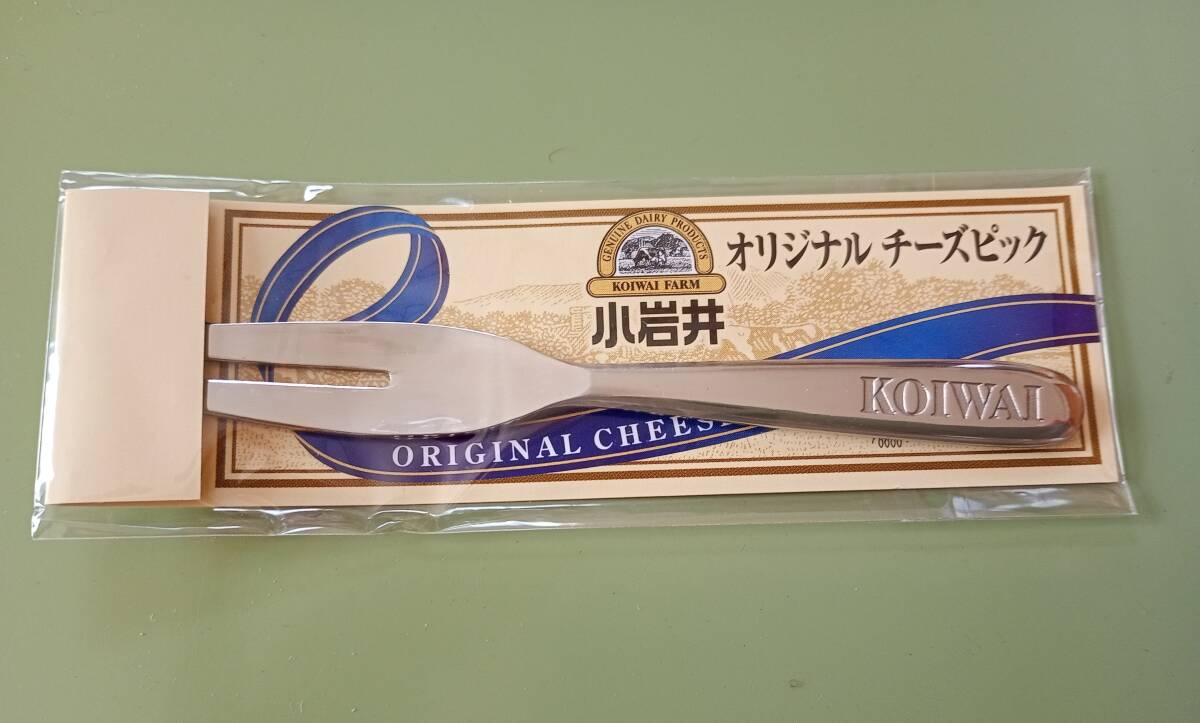 GENUINE DAIRY PRODUCTS
KOIWAI FARM
小岩井
オリジナル チーズピック
KOIWAI
ORIGINAL CHEESE